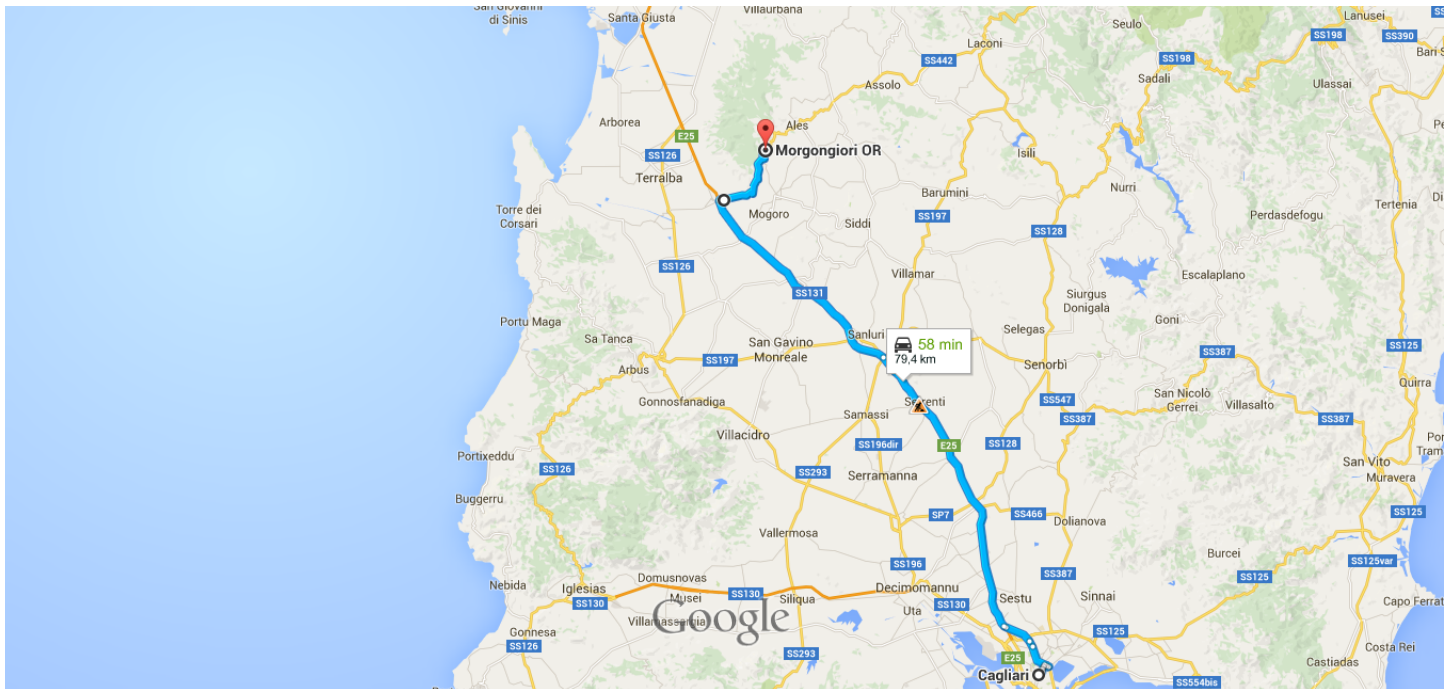 San Giovanni
di Sinis
Santa Giusta
Villaurbana
Laconi
Seulo
Lanusei
SS198
SS390
Bari S
SS442
SS198
Sadali
Ulassai
Assolo
Arborea
E25
Ales
Morgongiori OR
SS126
Terralba
Isili
Nurri
Barumini
Torre dei
Corsari
Mogoro
Siddi
SS197
Perdasdefogu
Tertenia
SS128
SS126
Villamar
Escalaplano
SS131
Siurgus
Donigala
Portu Maga
Goni
Sa Tanca
Sanluri
Selegas
San Gavino
Monreale
58 min
79,4 km
SS125
SS197
SS387
Senorbì
Arbus
Quirra
Gonnosfanadiga
Samassi
SS547
San Nicolò
Gerrei
Villasalto
SS387
SS387
Villacidro
SS196dir
E25
SS128
Portixeddu
SS126
SS293
Serramanna
San Vito
Muravera
Buggerru
SP7
SS466
Dolianova
SS125
Vallermosa
Burcei
SS125var
Nebida
Iglesias
Domusnovas
SS196
SS387
Decimomannu
SS130
Musei
SS130
Siliqua
Uta
SS130
Sestu
Sinnai
Capo Ferrat
Villamassargia
Google
Gonnesa
SS126
SS125
Costa Rei
SS293
E25
Castiadas
Cagliari
SS554bis